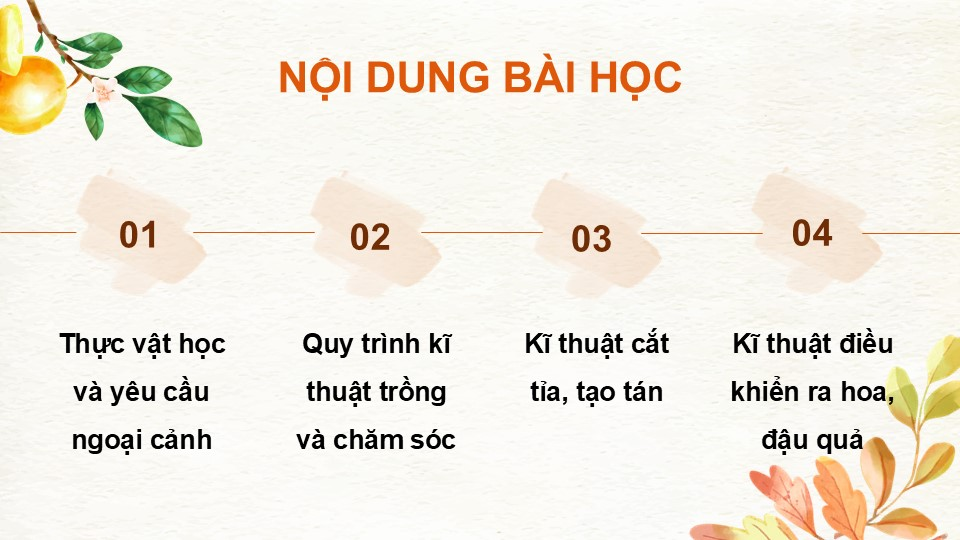 NỘI DUNG BÀI HỌC
01
Thực vật học
và yêu cầu
ngoại cảnh
02
Quy trình kĩ
thuật trồng
và chăm sóc
03
Kĩ thuật cắt
tỉa, tạo tán
04
Kĩ thuật điều
khiển ra hoa,
đậu quả